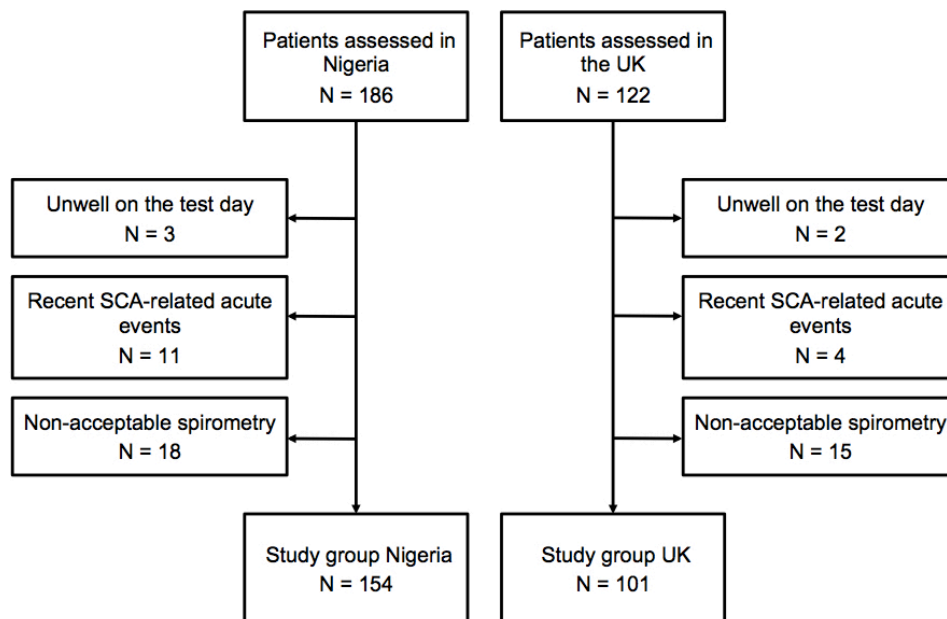 Patients assessed in
Nigeria
N = 186
Patients assessed in
the UK
N = 122
Unwell on the test day
N = 3
Unwell on the test day
N = 2
Recent SCA-related acute
events
N = 11
Recent SCA-related acute
events
N = 4
Non-acceptable spirometry
N = 18
Non-acceptable spirometry
N = 15
Study group Nigeria
N = 154
Study group UK
N = 101